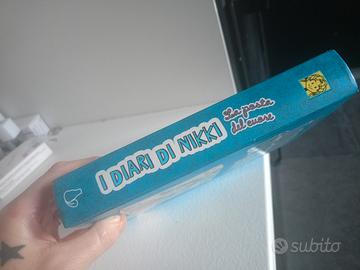 I DIARI DI NIKKI
La posta
del cuore
subito